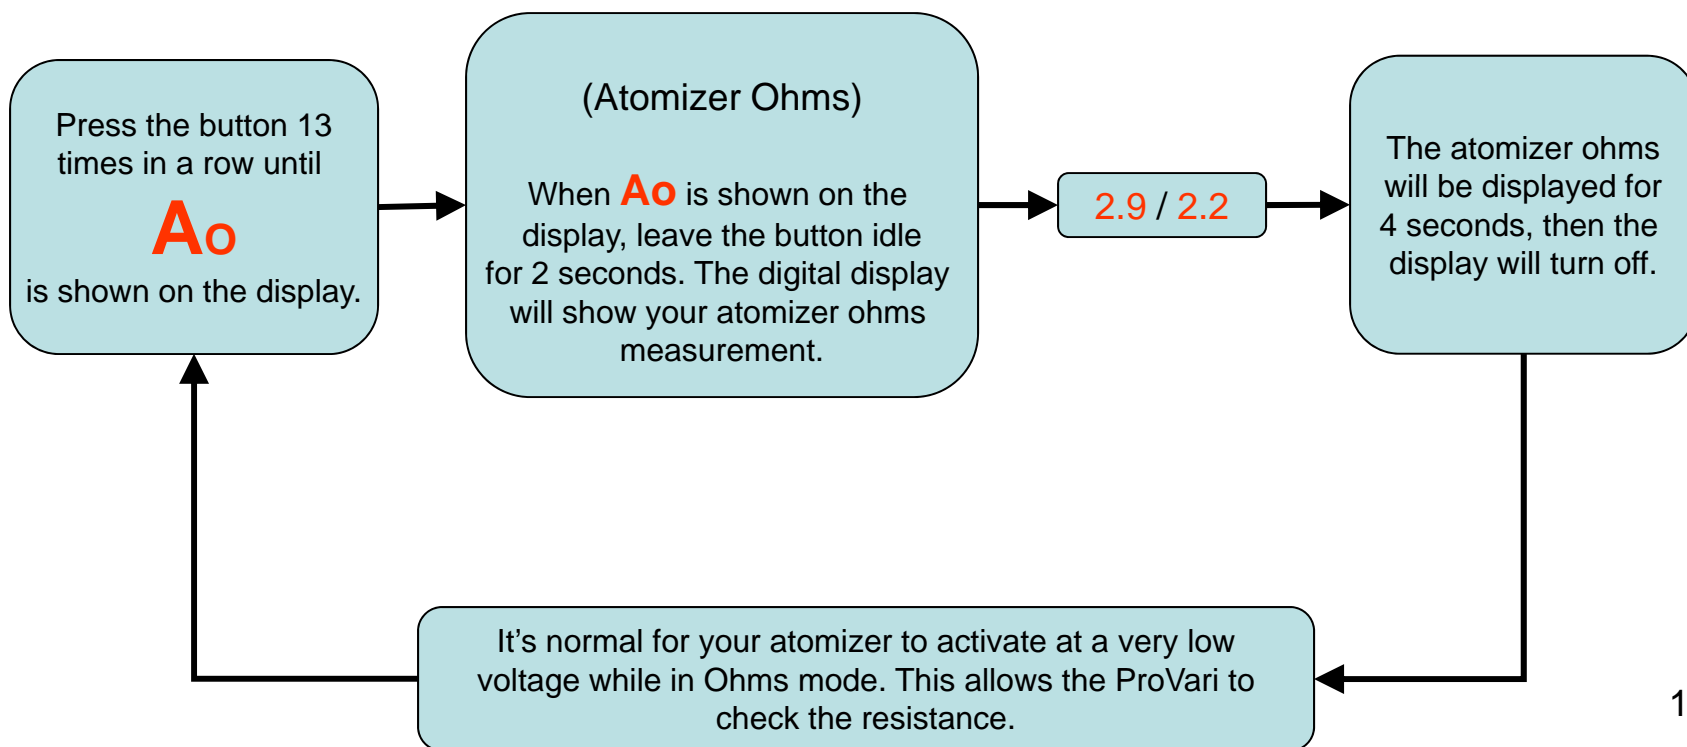 Press the button 13
times in a row until
Ao
is shown on the display.
(Atomizer Ohms)
When Ao is shown on the
display, leave the button idle
for 2 seconds. The digital display
will show your atomizer ohms
measurement.
2.9 / 2.2
The atomizer ohms
will be displayed for
4 seconds, then the
display will turn off.
It’s normal for your atomizer to activate at a very low
voltage while in Ohms mode. This allows the ProVari to
check the resistance.
1